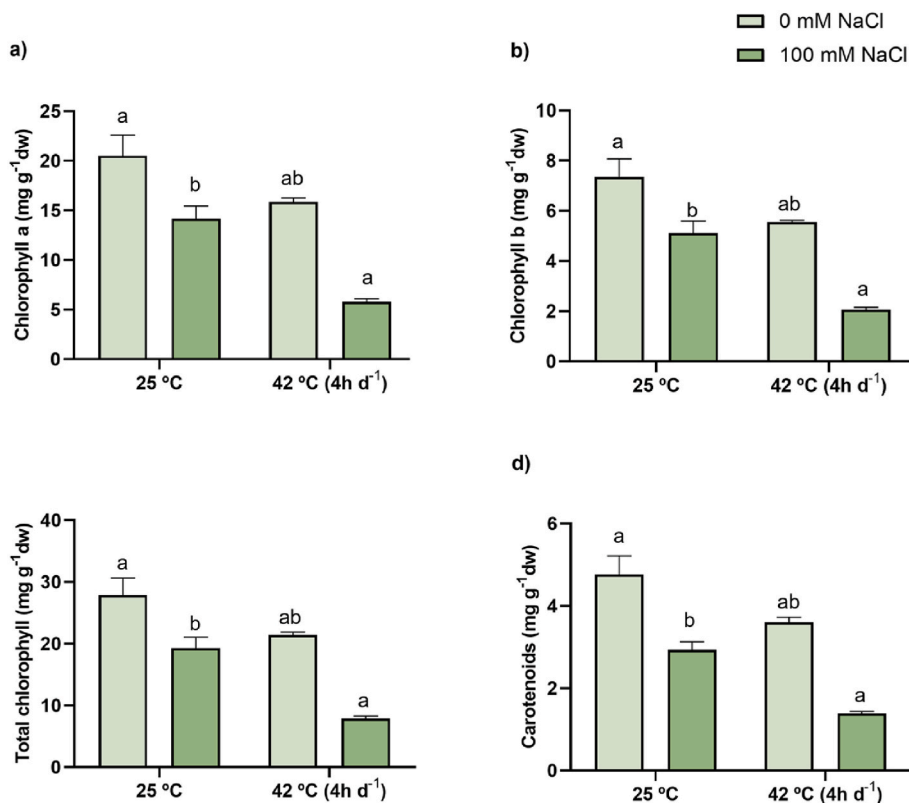 0 mM NaCl
100 mM NaCl
a)
Chlorophyll a (mg g⁻¹dw)
25
20
15
10
5
0
a
b
ab
a
25 ºC
42 ºC (4h d⁻¹)
b)
Chlorophyll b (mg g⁻¹dw)
10
8
6
4
2
0
a
b
ab
a
25 ºC
42 ºC (4h d⁻¹)
Total chlorophyll (mg g⁻¹dw)
40
30
20
10
0
a
b
ab
a
25 ºC
42 ºC (4h d⁻¹)
d)
Carotenoids (mg g⁻¹dw)
6
4
2
0
a
b
ab
a
25 ºC
42 ºC (4h d⁻¹)